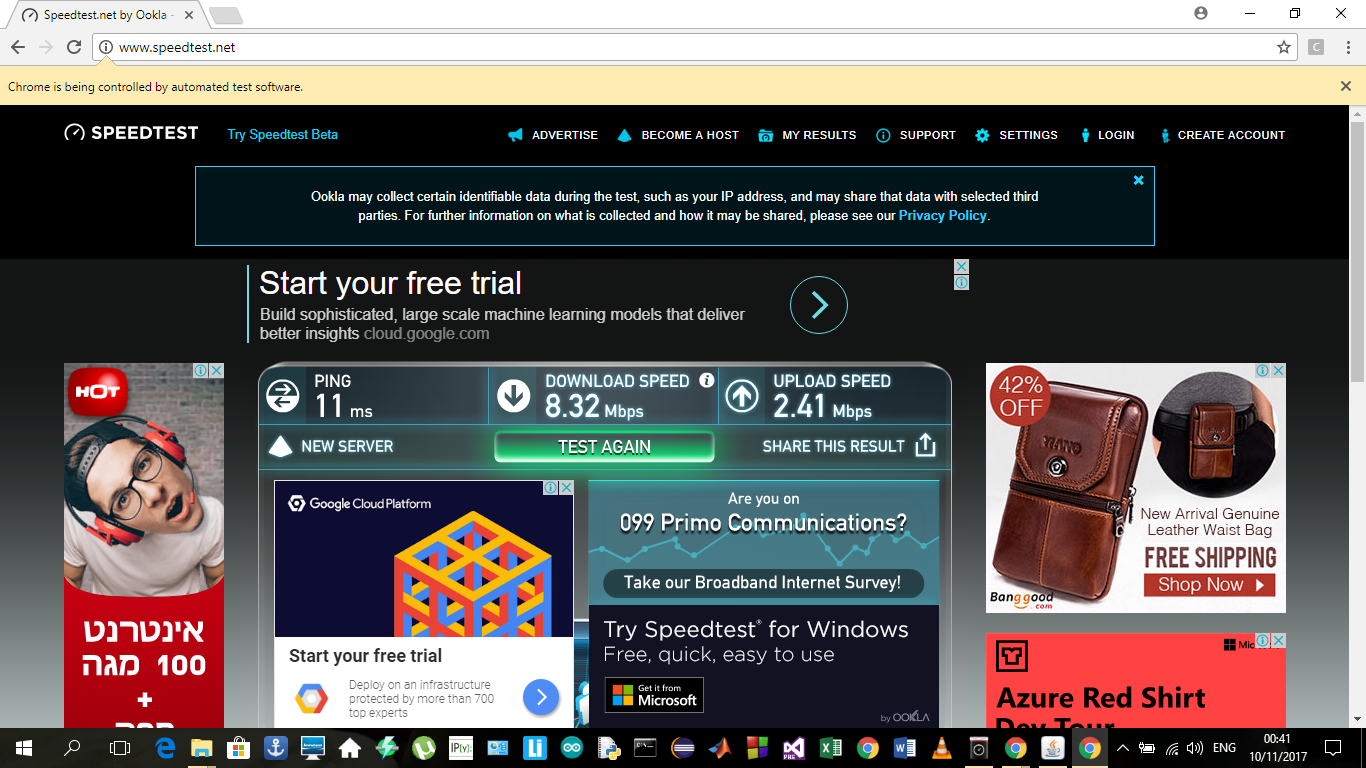 Speedtest.net by Ookla -
www.speedtest.net
C
Chrome is being controlled by automated test software.
SPEEDTEST
Try Speedtest Beta
ADVERTISE
BECOME A HOST
MY RESULTS
SUPPORT
SETTINGS
LOGIN
CREATE ACCOUNT
Ookla may collect certain identifiable data during the test, such as your IP address, and may share that data with selected third
parties. For further information on what is collected and how it may be shared, please see our Privacy Policy.
Start your free trial
Build sophisticated, large scale machine learning models that deliver
better insights cloud.google.com
HOT
אינטרנט
100 מגה
+
PING
11 ms
DOWNLOAD SPEED
8.32 Mbps
UPLOAD SPEED
2.41 Mbps
NEW SERVER
TEST AGAIN
SHARE THIS RESULT
Google Cloud Platform
Start your free trial
Deploy on an infrastructure
protected by more than 700
top experts
Are you on
099 Primo Communications?
Take our Broadband Internet Survey!
Try Speedtest® for Windows
Free, quick, easy to use
Get it from
Microsoft
by OOKLA
42%
OFF
New Arrival Genuine
Leather Waist Bag
FREE SHIPPING
Shop Now
Banggood
.com
Azure Red Shirt
Dev Tour
IP(y):
Li
PRE
ENG
00:41
10/11/2017